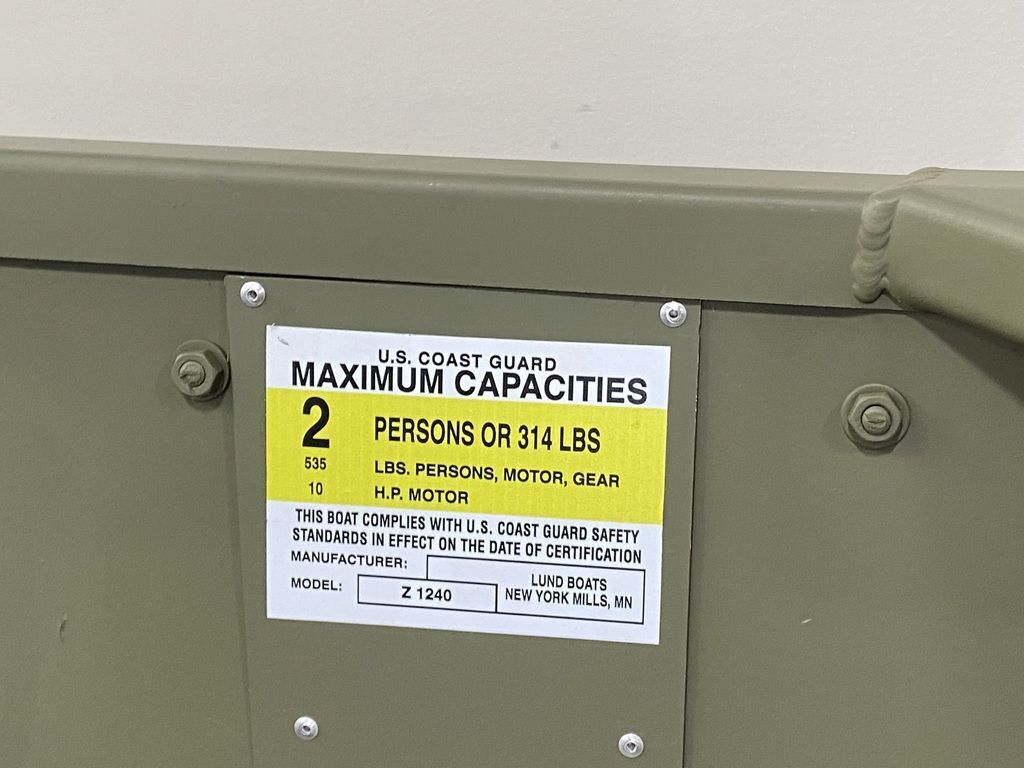 U.S. COAST GUARD
MAXIMUM CAPACITIES
2 PERSONS OR 314 LBS
535 LBS. PERSONS, MOTOR, GEAR
10 H.P. MOTOR
THIS BOAT COMPLIES WITH U.S. COAST GUARD SAFETY
STANDARDS IN EFFECT ON THE DATE OF CERTIFICATION
MANUFACTURER: LUND BOATS
NEW YORK MILLS, MN
MODEL: Z 1240